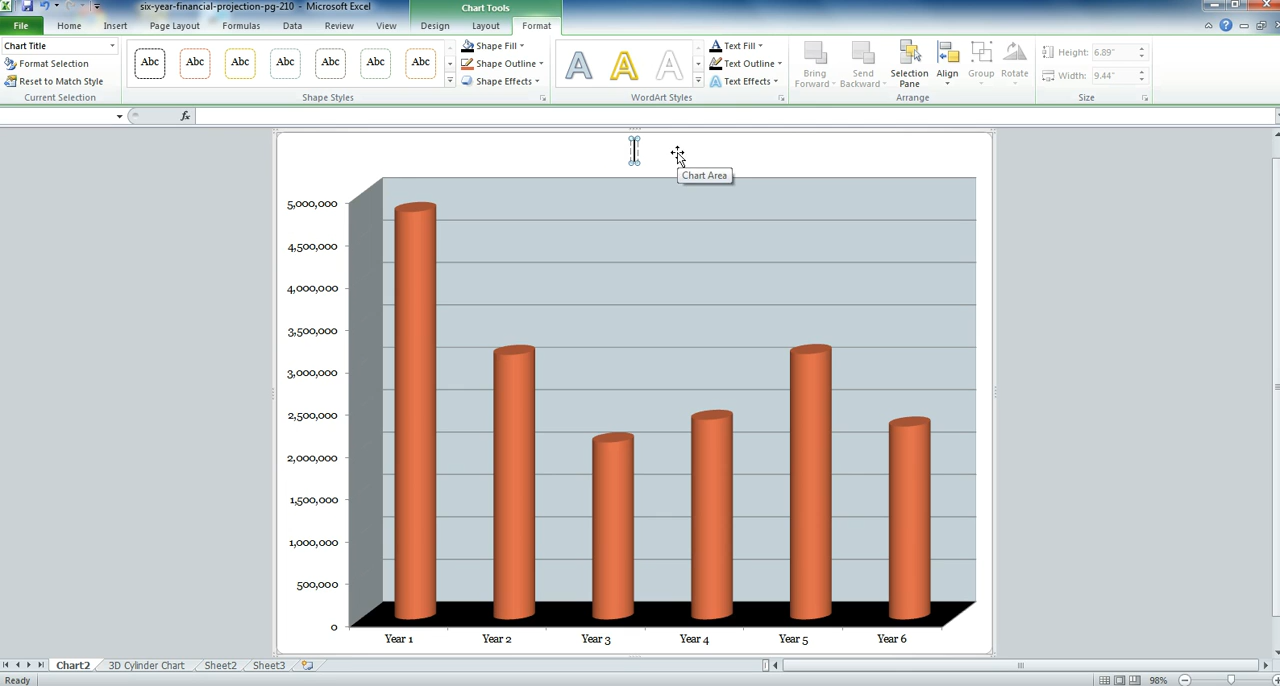 six-year-financial-projection-pg-210 - Microsoft Excel
Chart Tools
File Home Insert Page Layout Formulas Data Review View Design Layout Format
Chart Title
Format Selection
Reset to Match Style
Current Selection
Abc Abc Abc Abc Abc Abc Abc
Shape Fill
Shape Outline
Shape Effects
Shape Styles
A A A
Text Fill
Text Outline
Text Effects
WordArt Styles
Bring Forward
Send Backward
Selection Pane
Align
Group
Rotate
Arrange
Height: 6.89"
Width: 9.44"
Size
fx
Chart Area
5,000,000
4,500,000
4,000,000
3,500,000
3,000,000
2,500,000
2,000,000
1,500,000
1,000,000
500,000
0
Year 1 Year 2 Year 3 Year 4 Year 5 Year 6
Chart2 3D Cylinder Chart Sheet2 Sheet3
Ready
98%